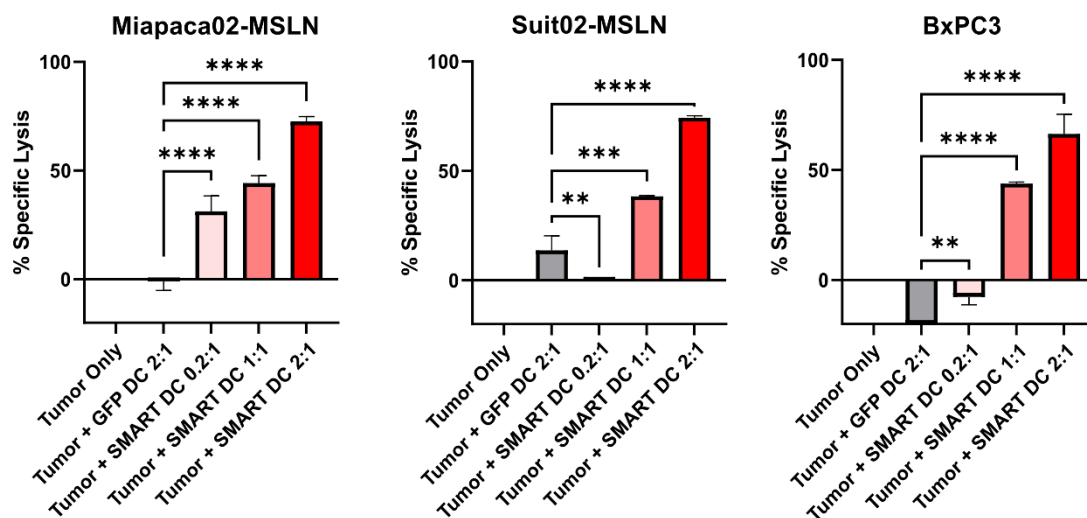 Miapaca02-MSLN
% Specific Lysis
100
50
0
****
****
****
Tumor Only
Tumor + GFP DC 2:1
Tumor + SMART DC 0.2:1
Tumor + SMART DC 1:1
Tumor + SMART DC 2:1
Suit02-MSLN
% Specific Lysis
100
50
0
****
***
**
Tumor Only
Tumor + GFP DC 2:1
Tumor + SMART DC 0.2:1
Tumor + SMART DC 1:1
Tumor + SMART DC 2:1
BxPC3
% Specific Lysis
100
50
0
****
****
**
Tumor Only
Tumor + GFP DC 2:1
Tumor + SMART DC 0.2:1
Tumor + SMART DC 1:1
Tumor + SMART DC 2:1